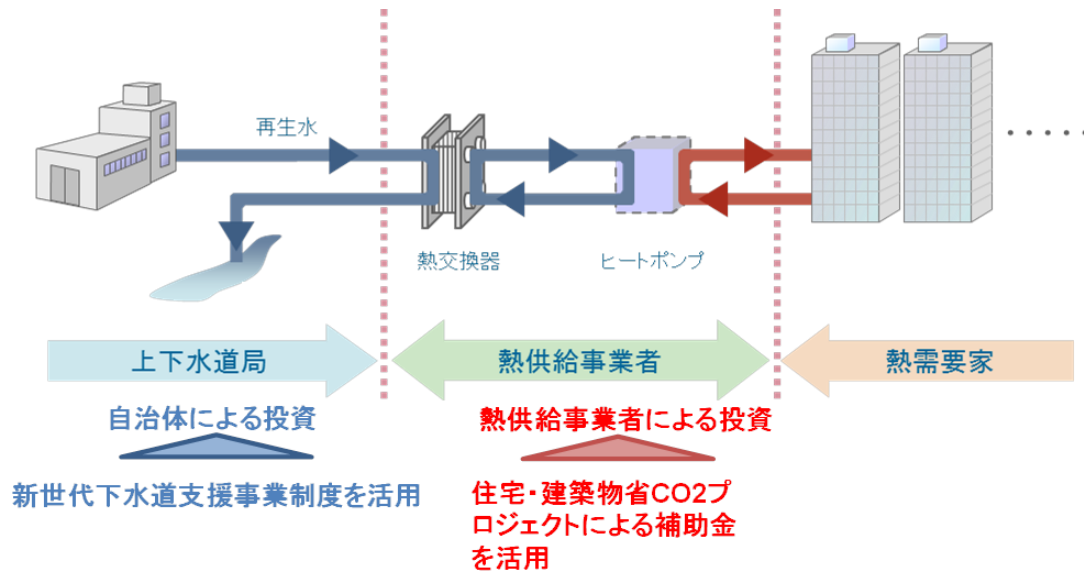 再生水
熱交換器
ヒートポンプ
上下水道局
熱供給事業者
熱需要家
自治体による投資
熱供給事業者による投資
新世代下水道支援事業制度を活用
住宅・建築物省CO2プ
ロジェクトによる補助金
を活用